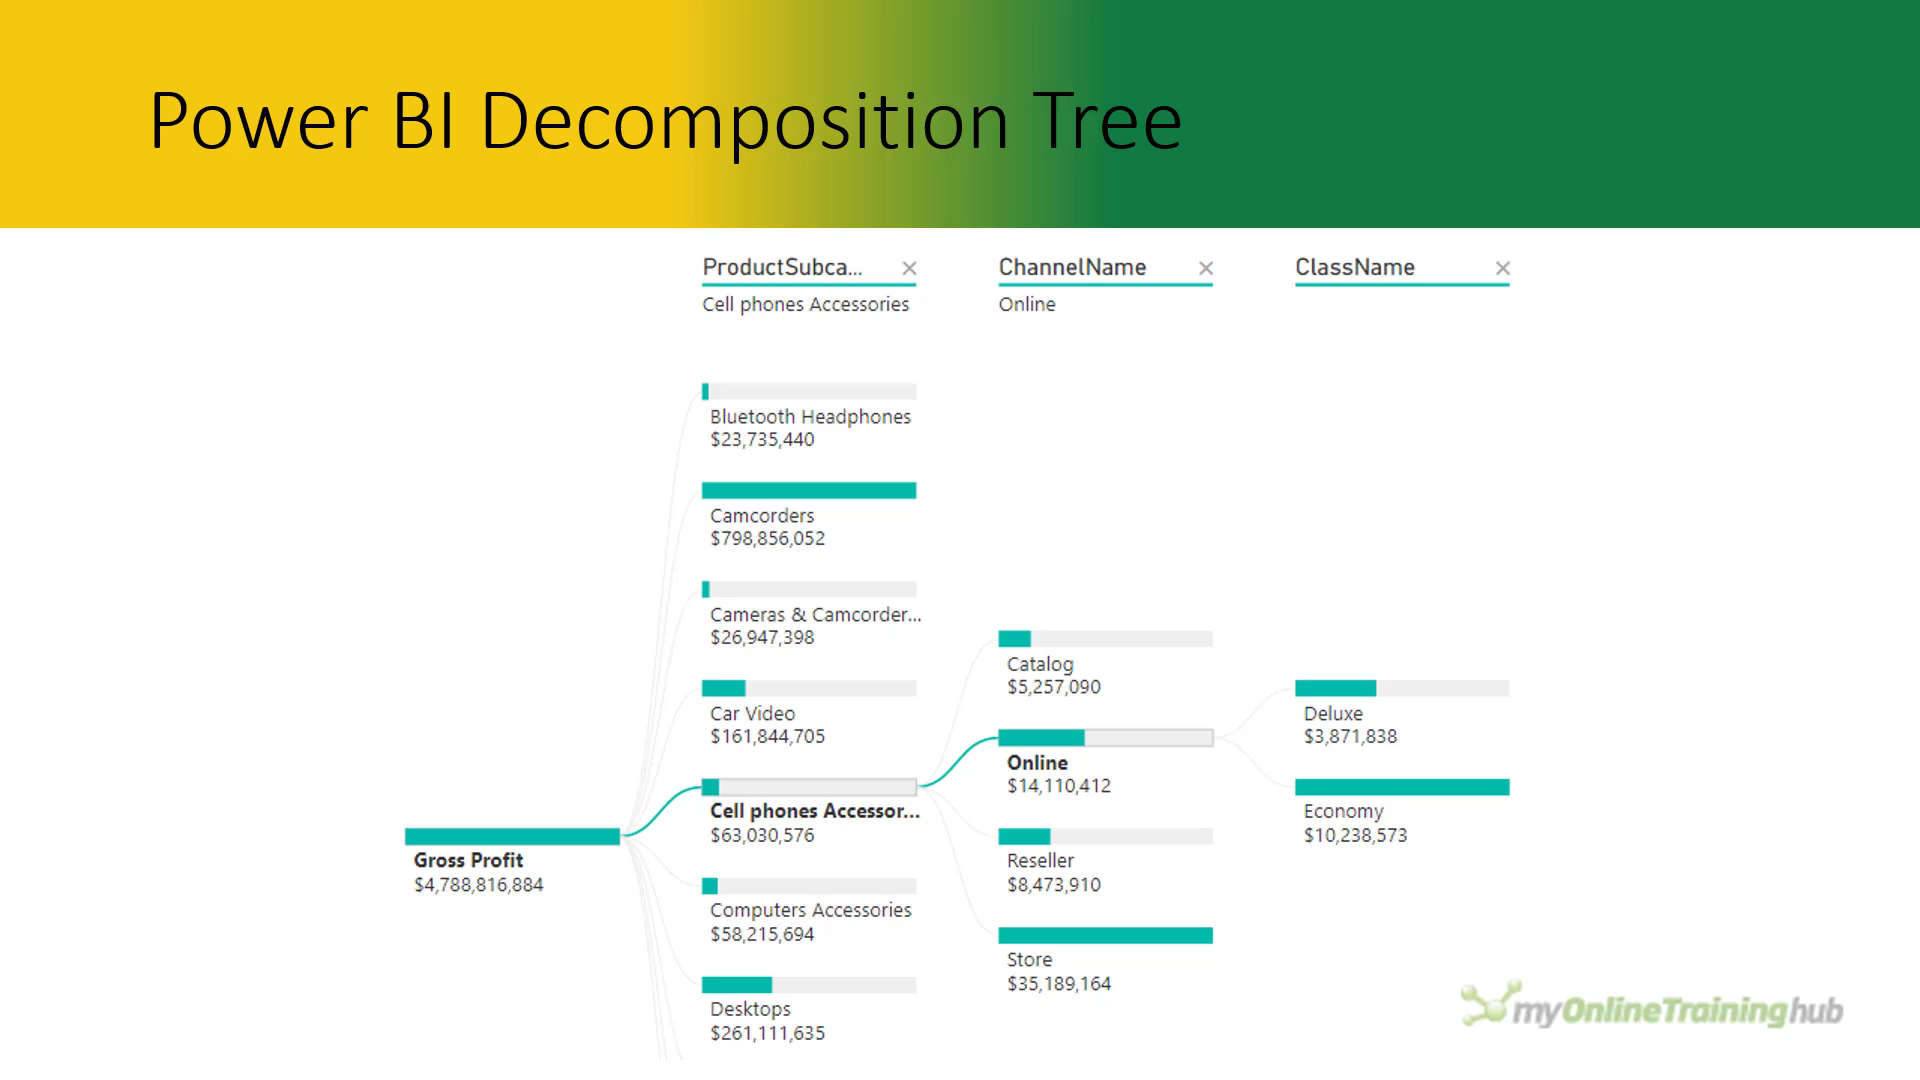 Power BI Decomposition Tree
ProductSubca... ×
Cell phones Accessories
ChannelName ×
Online
ClassName ×
Gross Profit
$4,788,816,884
Bluetooth Headphones
$23,735,440
Camcorders
$798,856,052
Cameras & Camcorder...
$26,947,398
Car Video
$161,844,705
Cell phones Accessor...
$63,030,576
Computers Accessories
$58,215,694
Desktops
$261,111,635
Catalog
$5,257,090
Online
$14,110,412
Reseller
$8,473,910
Store
$35,189,164
Deluxe
$3,871,838
Economy
$10,238,573
myOnlineTraininghub